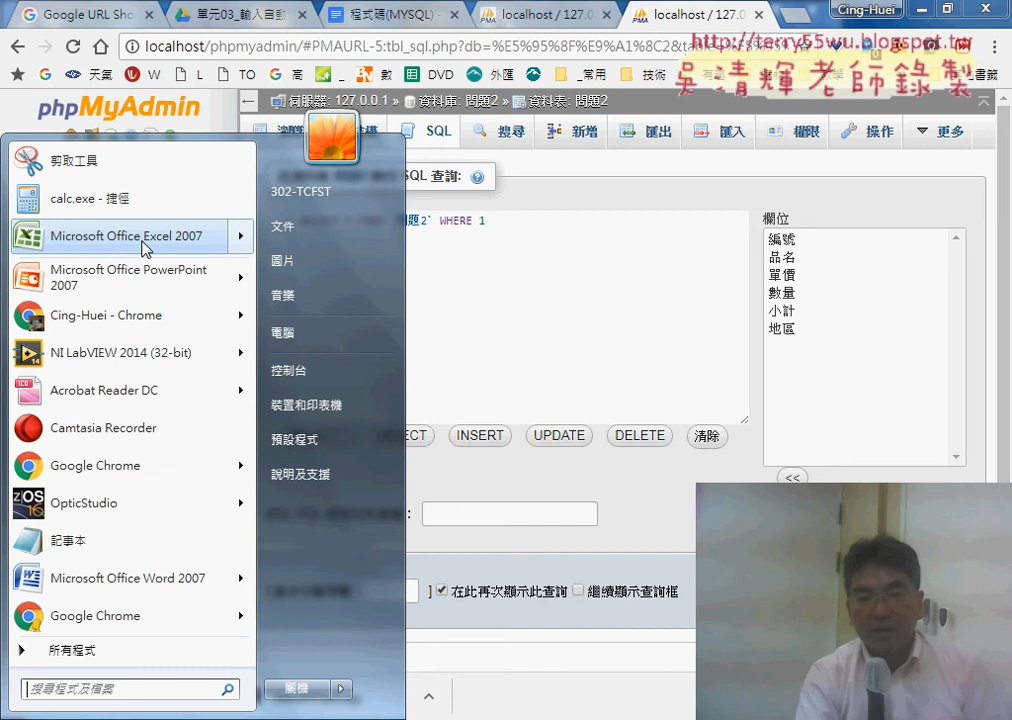 Google URL Sho
單元03_輸入自動
程式碼(MYSQL) -
localhost / 127.0.
localhost / 127.0.
Cing-Huei
localhost/phpmyadmin/#PMAURL-5:tbl_sql.php?db=%E5%95%8F%E9%A1%8C2&tabl
http://terry55wu.blogspot.tw
吳清輝老師錄製
天氣
W
L
TO
高
數
DVD
外匯
_常用
技術
phpMyAdmin
伺服器: 127.0.0.1 » 資料庫: 問題2 » 資料表: 問題2
SQL
搜尋
新增
匯出
匯入
權限
操作
更多
剪取工具
calc.exe - 捷徑
Microsoft Office Excel 2007
Microsoft Office PowerPoint 2007
Cing-Huei - Chrome
NI LabVIEW 2014 (32-bit)
Acrobat Reader DC
Camtasia Recorder
Google Chrome
OpticStudio
記事本
Microsoft Office Word 2007
Google Chrome
所有程式
搜尋程式及檔案
302-TCFST
文件
圖片
音樂
電腦
控制台
裝置和印表機
預設程式
說明及支援
關機
SQL 查詢:
題2` WHERE 1
欄位
編號
品名
單價
數量
小計
地區
ECT
INSERT
UPDATE
DELETE
清除
<<
:
] 在此再次顯示此查詢
繼續顯示查詢框